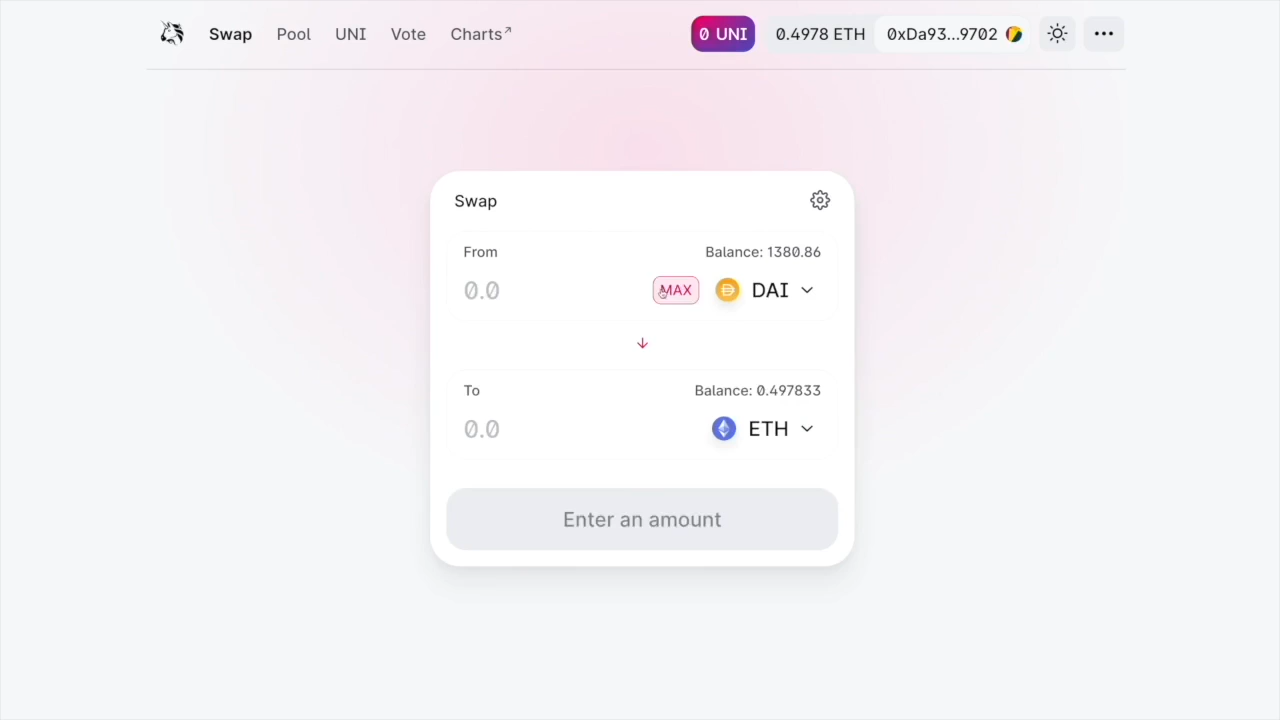 Swap Pool UNI Vote Charts↗ 0 UNI 0.4978 ETH 0xDa93...9702 ...
Swap
From Balance: 1380.86
0.0 MAX DAI
To Balance: 0.497833
0.0 ETH
Enter an amount